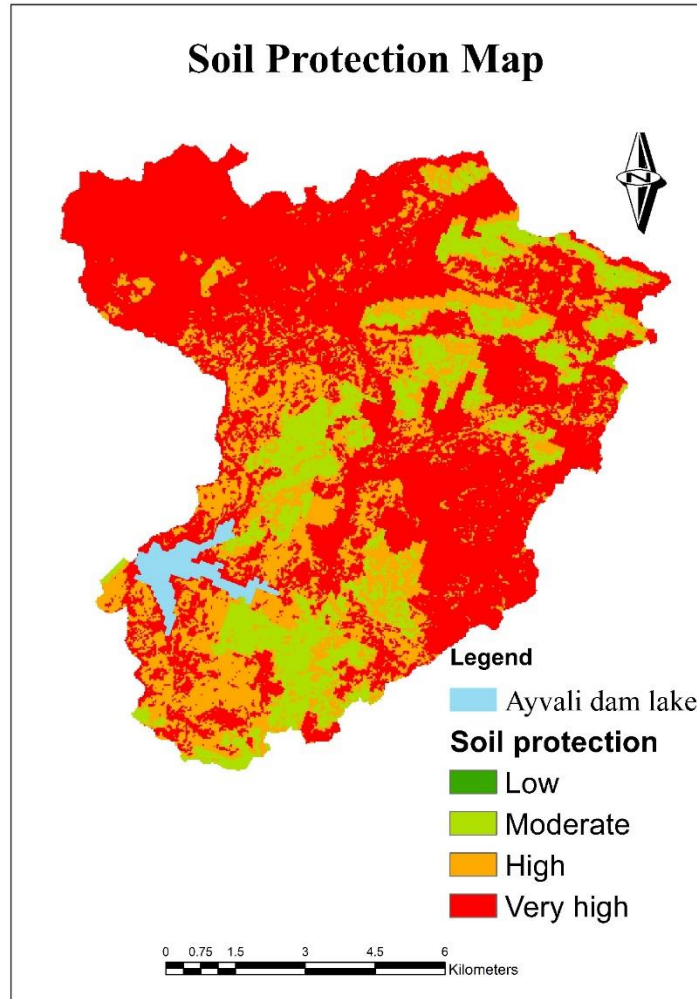 Soil Protection Map
N
Legend
Ayvali dam lake
Soil protection
Low
Moderate
High
Very high
0 0.75 1.5 3 4.5 6
Kilometers